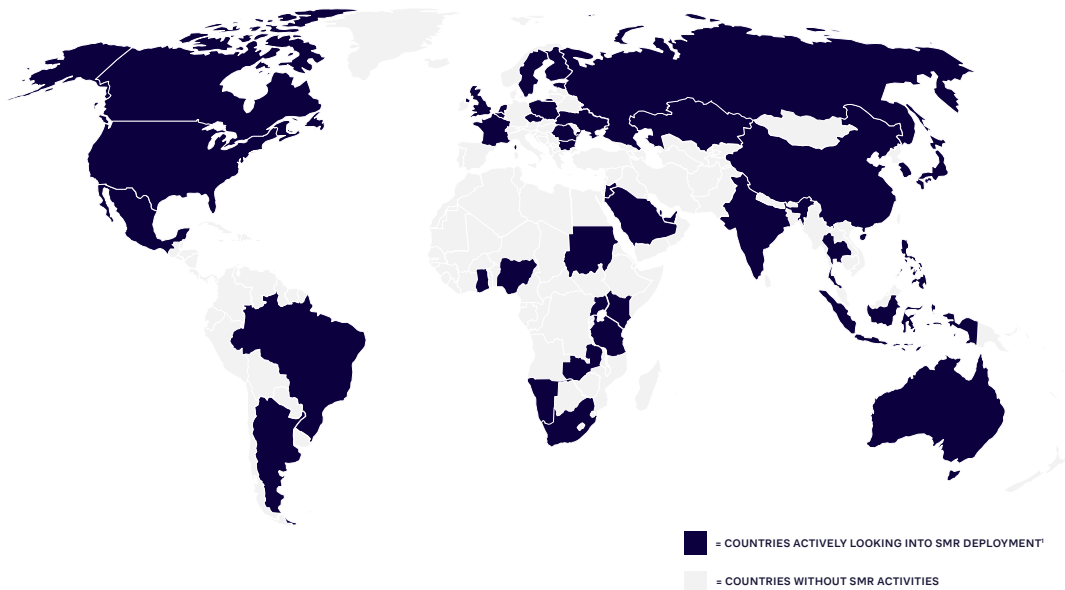 = COUNTRIES ACTIVELY LOOKING INTO SMR DEPLOYMENT¹
= COUNTRIES WITHOUT SMR ACTIVITIES